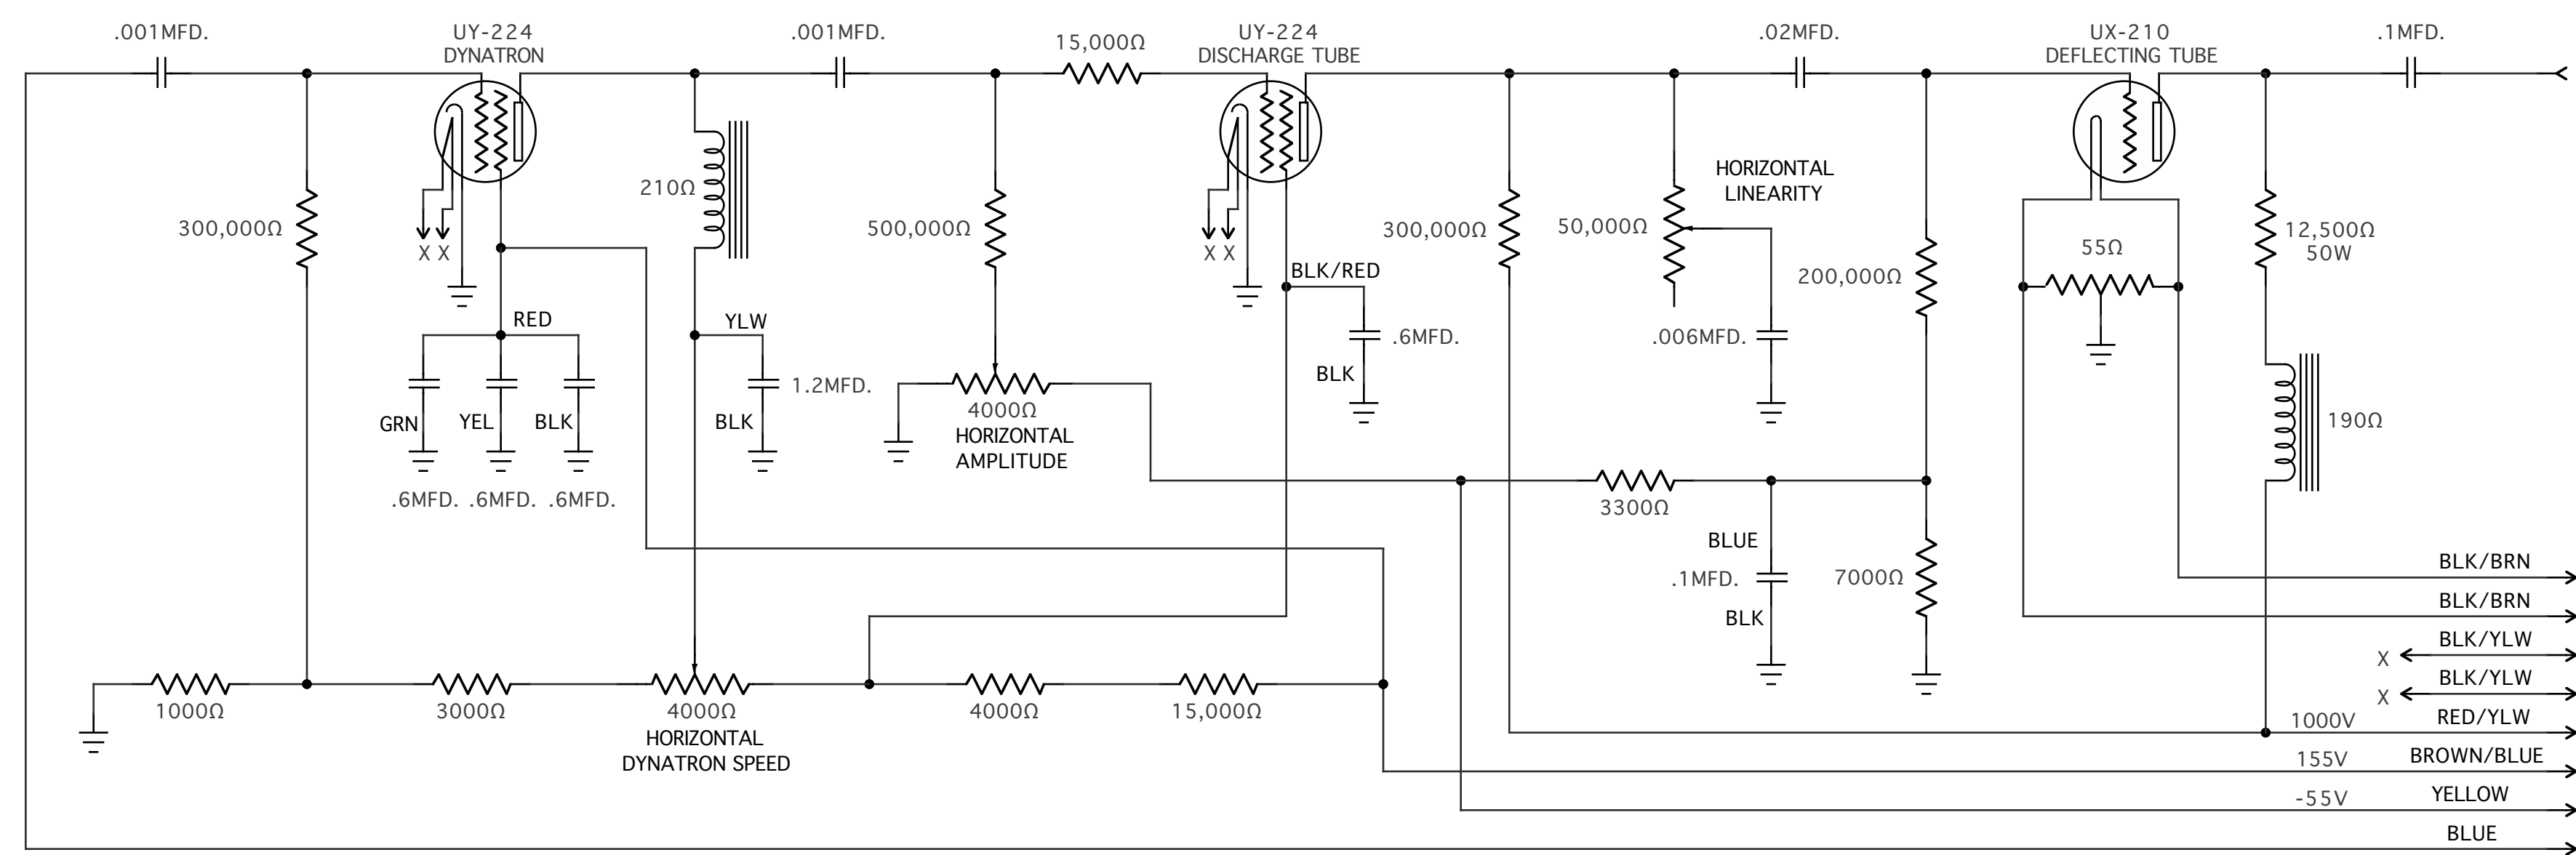 .001MFD.
UY-224
DYNATRON
.001MFD.
15,000Ω
UY-224
DISCHARGE TUBE
.02MFD.
UX-210
DEFLECTING TUBE
.1MFD.
300,000Ω
X X
210Ω
500,000Ω
X X
300,000Ω
50,000Ω
HORIZONTAL
LINEARITY
200,000Ω
55Ω
12,500Ω
50W
BLK/RED
.6MFD.
BLK
.006MFD.
RED
GRN
YEL
BLK
.6MFD. .6MFD. .6MFD.
YLW
1.2MFD.
BLK
4000Ω
HORIZONTAL
AMPLITUDE
190Ω
3300Ω
BLUE
.1MFD.
BLK
7000Ω
1000Ω
3000Ω
4000Ω
HORIZONTAL
DYNATRON SPEED
4000Ω
15,000Ω
BLK/BRN
BLK/BRN
X
BLK/YLW
X
BLK/YLW
1000V
RED/YLW
155V
BROWN/BLUE
-55V
YELLOW
BLUE